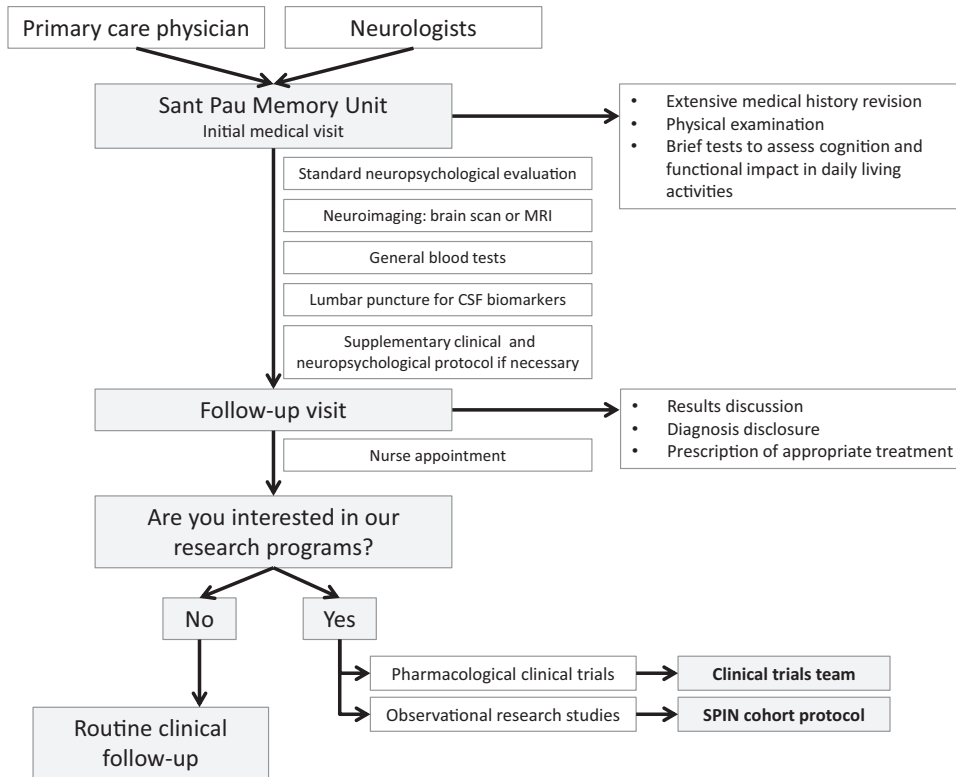 Primary care physician
Neurologists
Sant Pau Memory Unit
Initial medical visit
• Extensive medical history revision
• Physical examination
• Brief tests to assess cognition and
functional impact in daily living
activities
Standard neuropsychological evaluation
Neuroimaging: brain scan or MRI
General blood tests
Lumbar puncture for CSF biomarkers
Supplementary clinical and
neuropsychological protocol if necessary
Follow-up visit
• Results discussion
• Diagnosis disclosure
• Prescription of appropriate treatment
Nurse appointment
Are you interested in our
research programs?
No
Yes
Pharmacological clinical trials
Clinical trials team
Observational research studies
SPIN cohort protocol
Routine clinical
follow-up